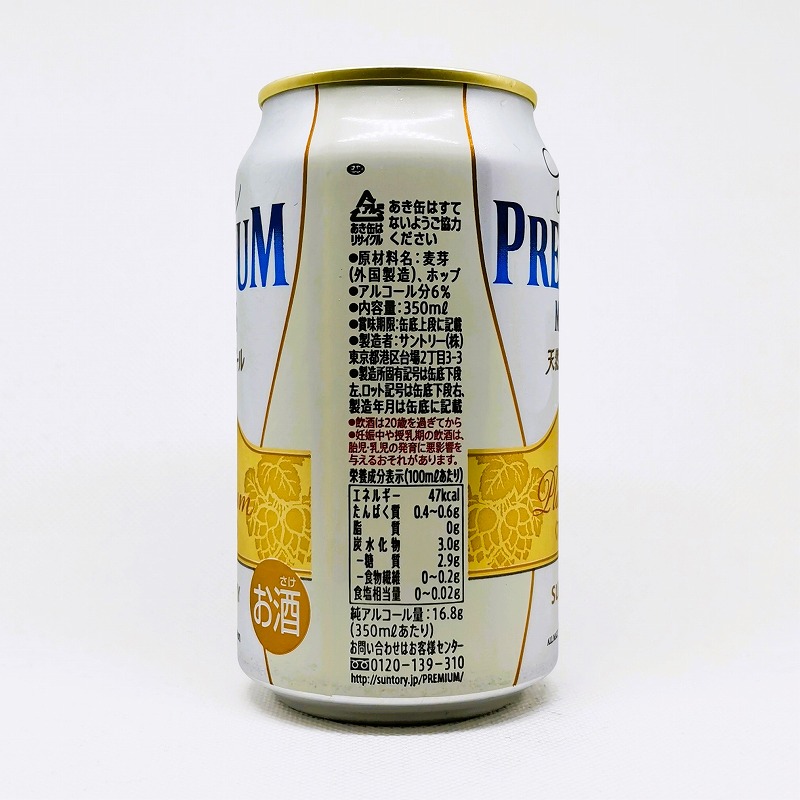 UM
ール
m
さけ
お酒
アルミ
あき缶は
リサイクル
あき缶はすて
ないようご協力
ください
●原材料名：麦芽
(外国製造)、ホップ
●アルコール分6%
●内容量：350mℓ
●賞味期限：缶底上段に記載
●製造者：サントリー(株)
東京都港区台場2丁目3-3
●製造所固有記号は缶底下段
左、ロット記号は缶底下段右、
製造年月は缶底に記載
●飲酒は20歳を過ぎてから
●妊娠中や授乳期の飲酒は、
胎児・乳児の発育に悪影響を
与えるおそれがあります。
栄養成分表示(100mℓあたり)
エネルギー 47kcal
たんぱく質 0.4~0.6g
脂質 0g
炭水化物 3.0g
－糖質 2.9g
－食物繊維 0~0.2g
食塩相当量 0~0.02g
純アルコール量：16.8g
(350mℓあたり)
お問い合わせはお客様センター
0120-139-310
http://suntory.jp/PREMIUM/
PRE
M
天
Pl
S